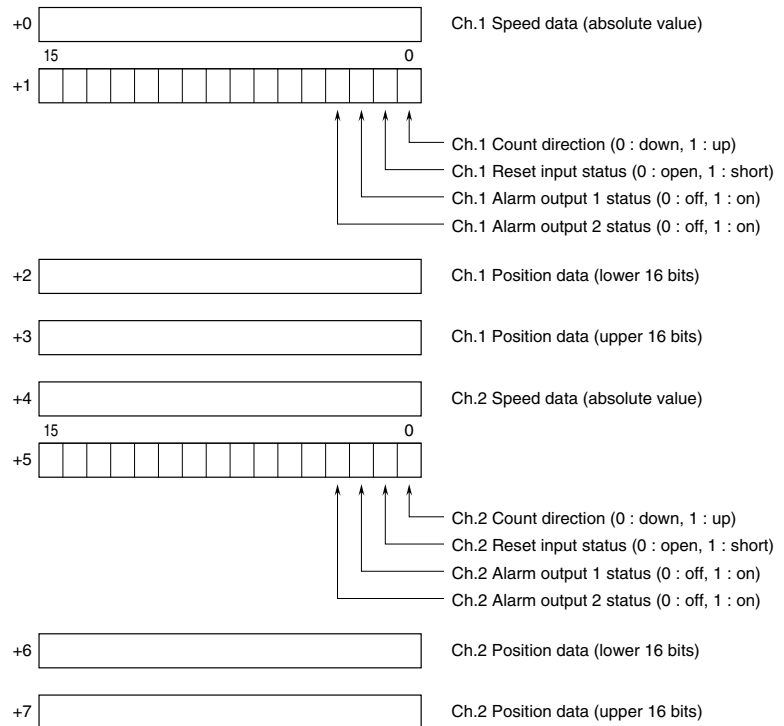 +0 Ch.1 Speed data (absolute value)
15 0
+1
Ch.1 Count direction (0 : down, 1 : up)
Ch.1 Reset input status (0 : open, 1 : short)
Ch.1 Alarm output 1 status (0 : off, 1 : on)
Ch.1 Alarm output 2 status (0 : off, 1 : on)
+2 Ch.1 Position data (lower 16 bits)
+3 Ch.1 Position data (upper 16 bits)
+4 Ch.2 Speed data (absolute value)
15 0
+5
Ch.2 Count direction (0 : down, 1 : up)
Ch.2 Reset input status (0 : open, 1 : short)
Ch.2 Alarm output 1 status (0 : off, 1 : on)
Ch.2 Alarm output 2 status (0 : off, 1 : on)
+6 Ch.2 Position data (lower 16 bits)
+7 Ch.2 Position data (upper 16 bits)